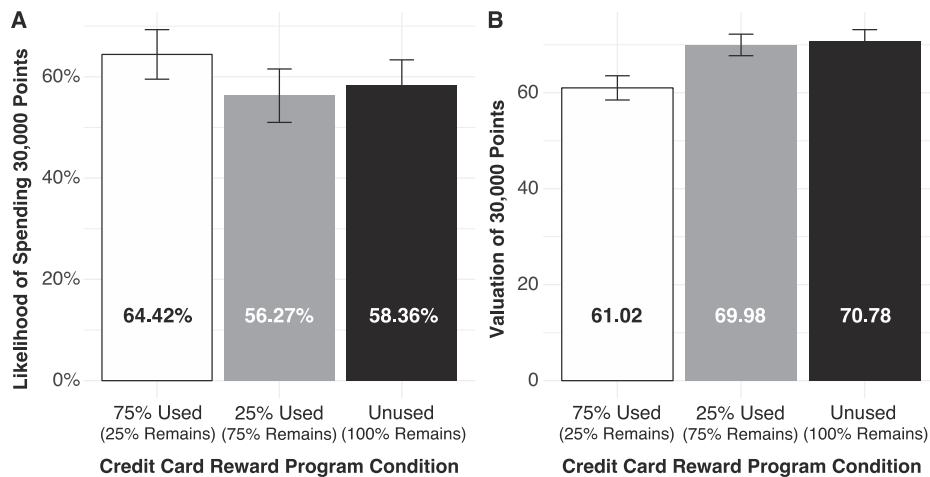 A
Likelihood of Spending 30,000 Points
60%
40%
20%
0%
64.42%
56.27%
58.36%
75% Used
(25% Remains)
25% Used
(75% Remains)
Unused
(100% Remains)
Credit Card Reward Program Condition
B
Valuation of 30,000 Points
60
40
20
0
61.02
69.98
70.78
75% Used
(25% Remains)
25% Used
(75% Remains)
Unused
(100% Remains)
Credit Card Reward Program Condition